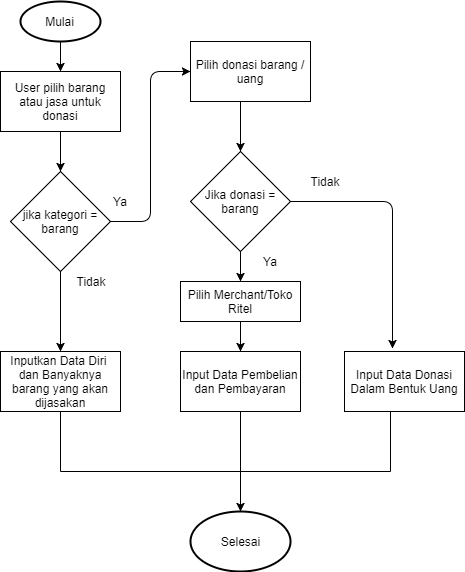 Mulai
User pilih barang
atau jasa untuk
donasi
jika kategori =
barang
Ya
Tidak
Inputkan Data Diri
dan Banyaknya
barang yang akan
dijasakan
Pilih donasi barang /
uang
Jika donasi =
barang
Tidak
Ya
Pilih Merchant/Toko
Ritel
Input Data Pembelian
dan Pembayaran
Input Data Donasi
Dalam Bentuk Uang
Selesai